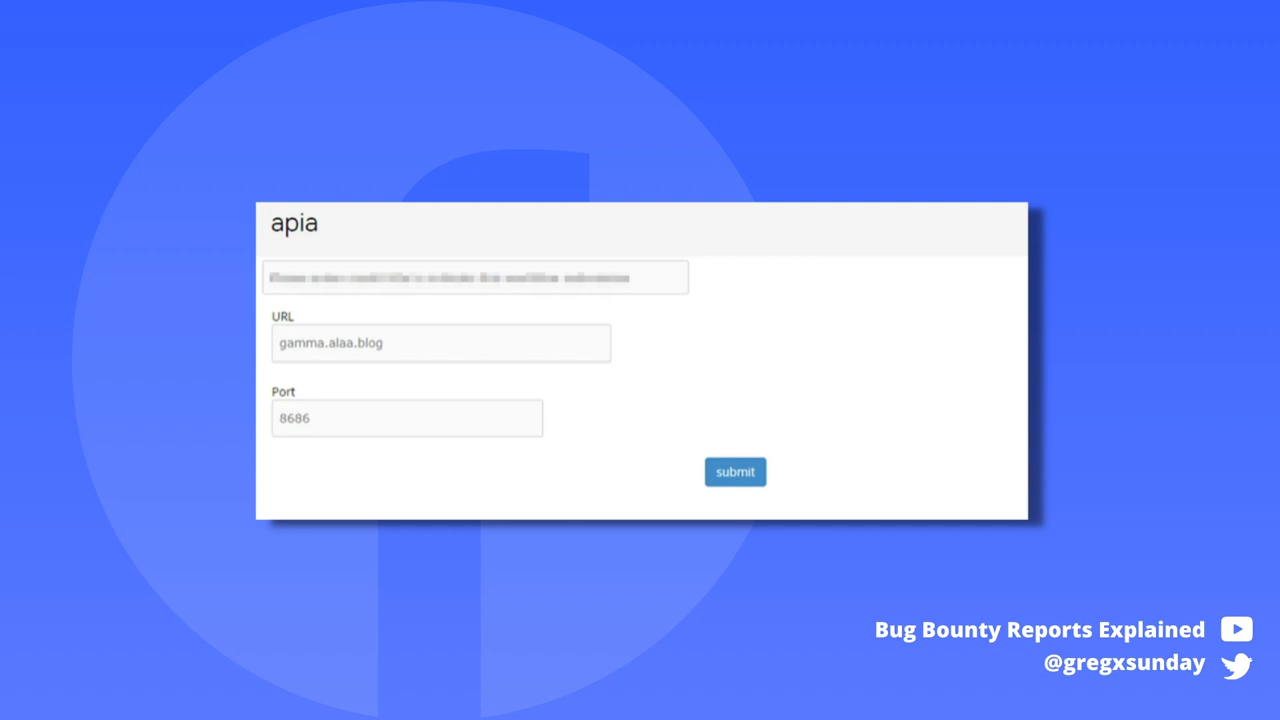 apia
URL
gamma.alaa.blog
Port
8686
submit
Bug Bounty Reports Explained
@gregxsunday